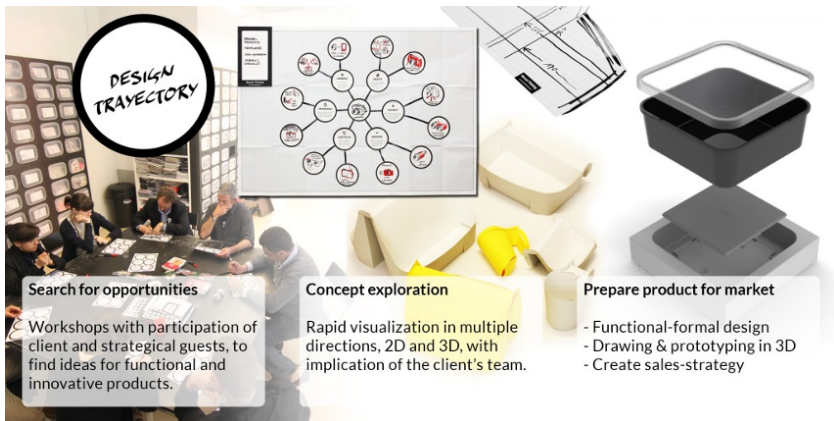 DESIGN
TRAYECTORY
Search for opportunities
Workshops with participation of
client and strategical guests, to
find ideas for functional and
innovative products.
Concept exploration
Rapid visualization in multiple
directions, 2D and 3D, with
implication of the client's team.
Prepare product for market
- Functional-formal design
- Drawing & prototyping in 3D
- Create sales-strategy